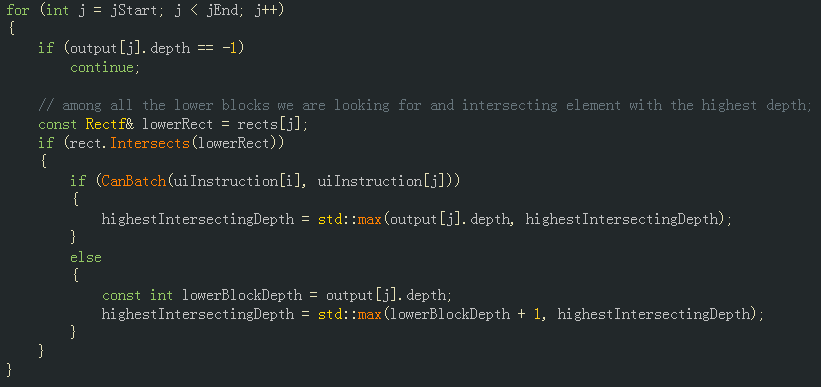 for (int j = jStart; j < jEnd; j++)
{
    if (output[j].depth == -1)
        continue;

    // among all the lower blocks we are looking for and intersecting element with the highest depth;
    const Rectf& lowerRect = rects[j];
    if (rect.Intersects(lowerRect))
    {
        if (CanBatch(uiInstruction[i], uiInstruction[j]))
        {
            highestIntersectingDepth = std::max(output[j].depth, highestIntersectingDepth);
        }
        else
        {
            const int lowerBlockDepth = output[j].depth;
            highestIntersectingDepth = std::max(lowerBlockDepth + 1, highestIntersectingDepth);
        }
    }
}